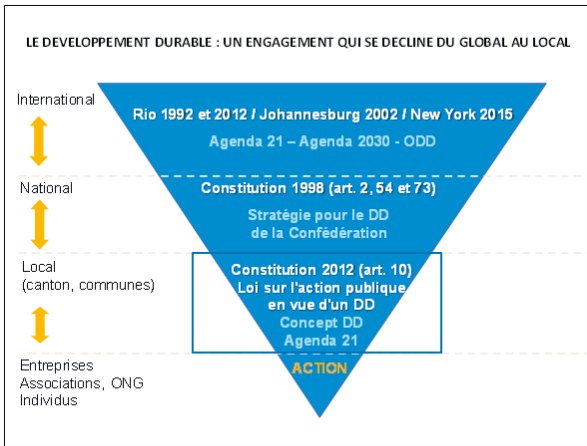 LE DEVELOPPEMENT DURABLE : UN ENGAGEMENT QUI SE DECLINE DU GLOBAL AU LOCAL
International
Rio 1992 et 2012 / Johannesburg 2002 / New York 2015
Agenda 21 – Agenda 2030 - ODD
National
Constitution 1998 (art. 2, 54 et 73)
Stratégie pour le DD
de la Confédération
Local
(canton, communes)
Constitution 2012 (art. 10)
Loi sur l'action publique
en vue d'un DD
Concept DD
Agenda 21
Entreprises
Associations, ONG
Individus
ACTION